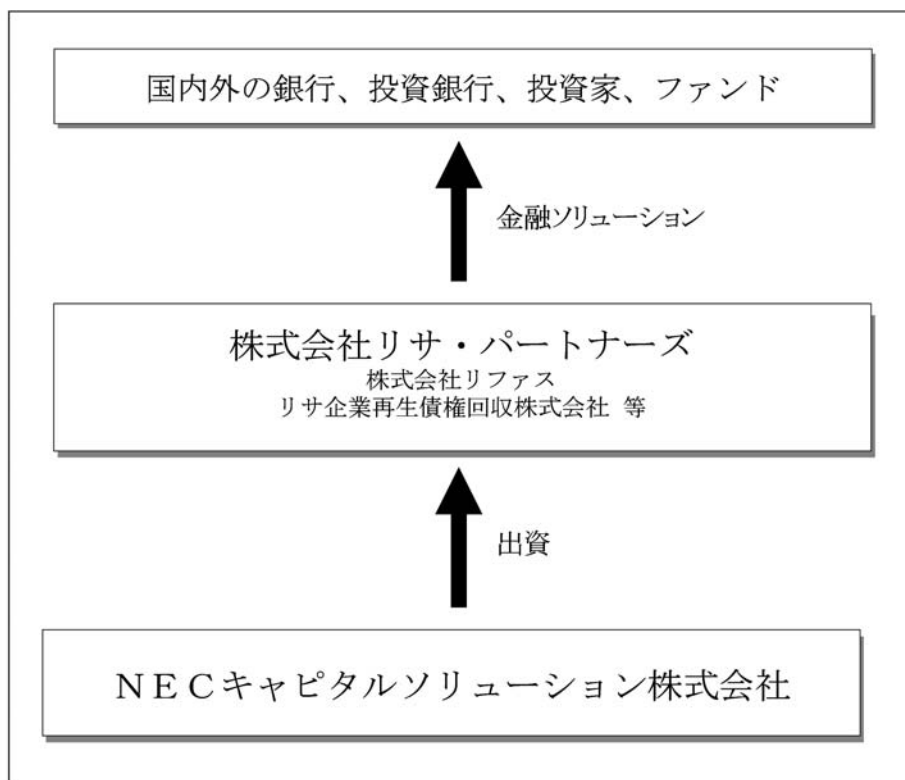 国内外の銀行、投資銀行、投資家、ファンド
金融ソリューション
株式会社リサ・パートナーズ
株式会社リファス
リサ企業再生債権回収株式会社 等
出資
ＮＥＣキャピタルソリューション株式会社